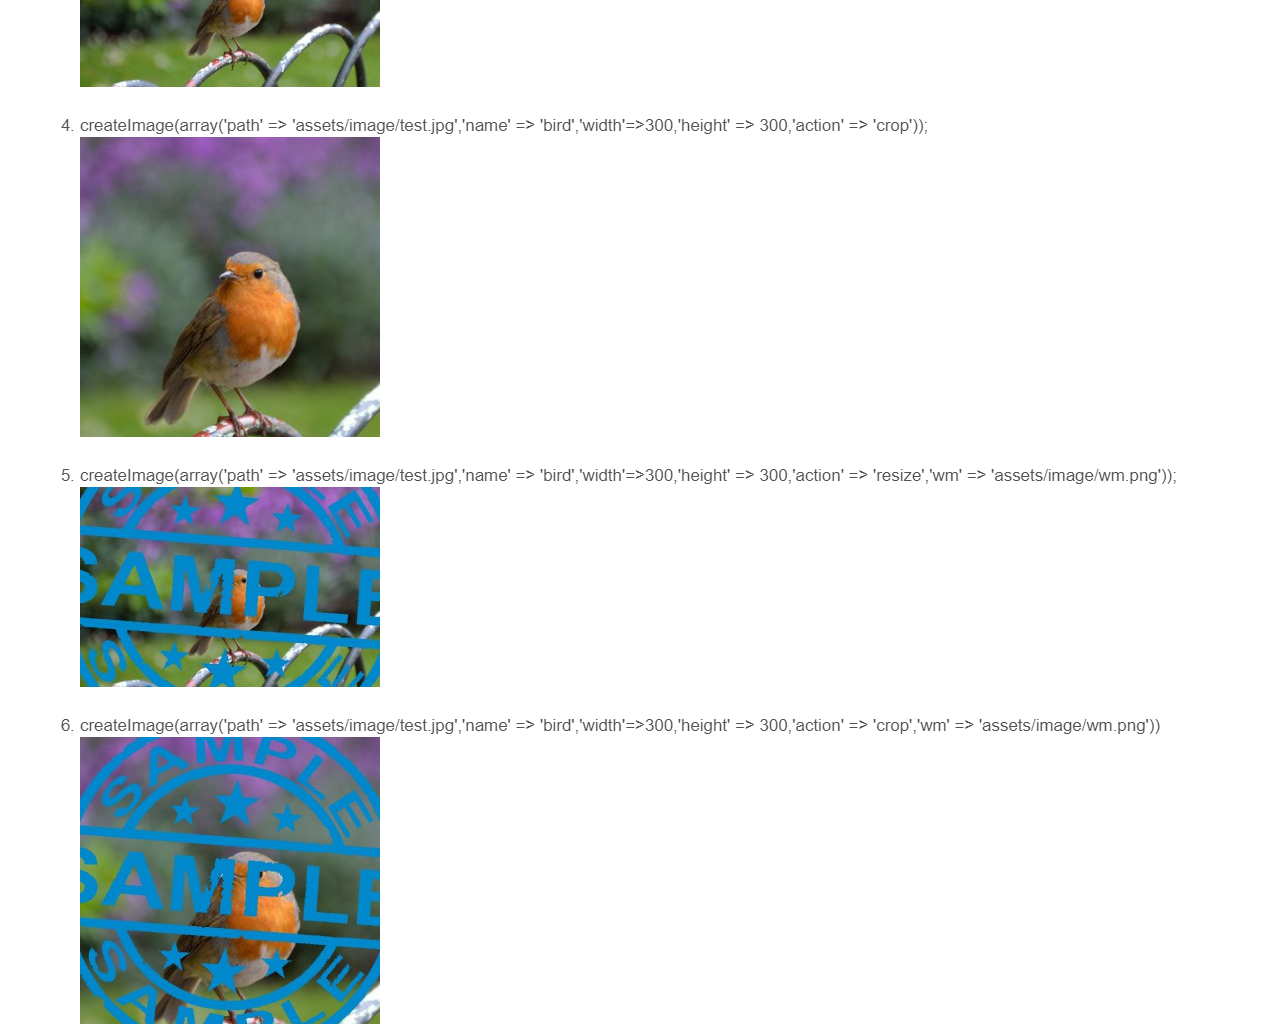 4. createImage(array('path' => 'assets/image/test.jpg','name' => 'bird','width'=>300,'height' => 300,'action' => 'crop'));
5. createImage(array('path' => 'assets/image/test.jpg','name' => 'bird','width'=>300,'height' => 300,'action' => 'resize','wm' => 'assets/image/wm.png'));
S LE
SAMPLE
S LE
6. createImage(array('path' => 'assets/image/test.jpg','name' => 'bird','width'=>300,'height' => 300,'action' => 'crop','wm' => 'assets/image/wm.png'))
SAMPLE
SAMPLE
SAMPLE